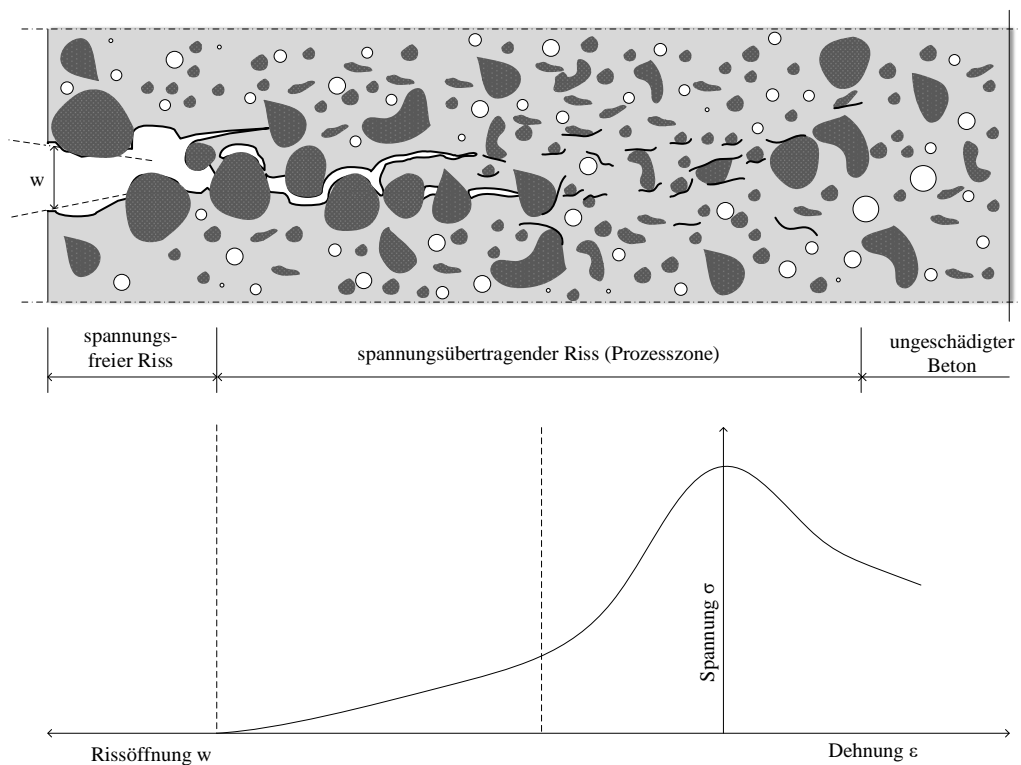 w
spannungs-
freier Riss
spannungsübertragender Riss (Prozesszone)
ungeschädigter
Beton
Spannung σ
Rissöffnung w
Dehnung ε